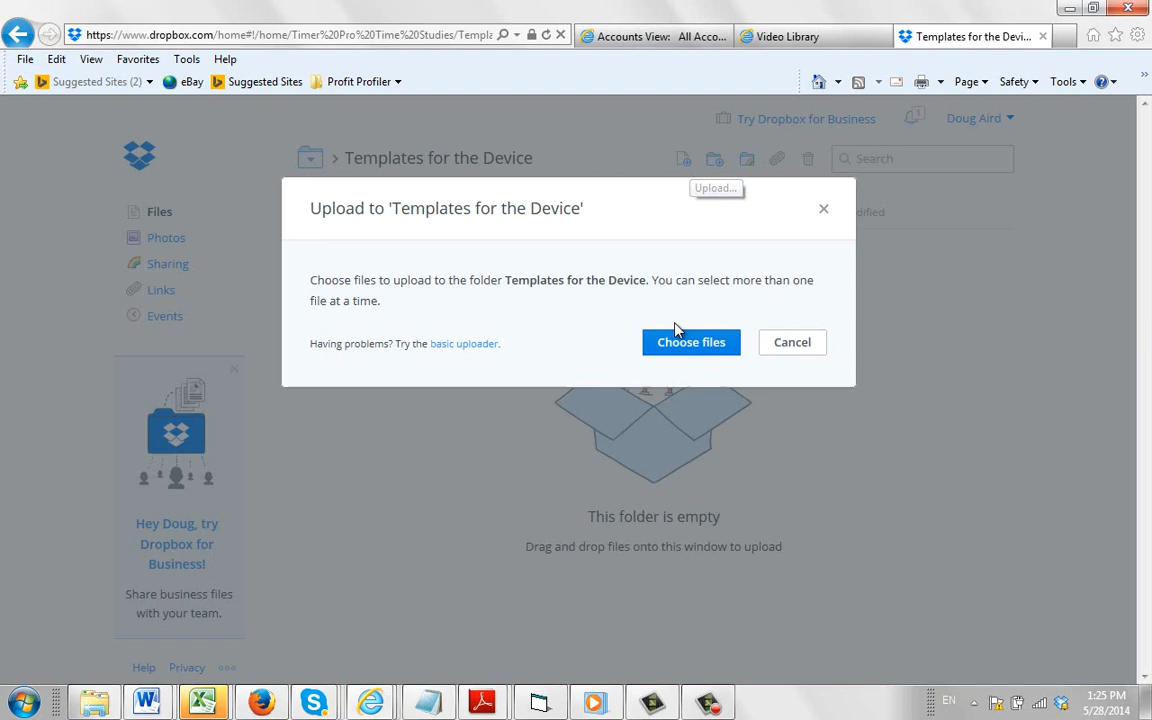 https://www.dropbox.com/home#!/home/Timer%20Pro%20Time%20Studies/Templa
Accounts View: All Acco...
Video Library
Templates for the Devi...
File Edit View Favorites Tools Help
Suggested Sites (2) eBay Suggested Sites Profit Profiler
Page Safety Tools
Try Dropbox for Business
1
Doug Aird
> Templates for the Device
Search
Upload...
Upload to 'Templates for the Device'
dified
Files
Photos
Sharing
Links
Events
Choose files to upload to the folder Templates for the Device. You can select more than one
file at a time.
Having problems? Try the basic uploader.
Choose files
Cancel
This folder is empty
Drag and drop files onto this window to upload
Hey Doug, try
Dropbox for
Business!
Share business files
with your team.
Help Privacy
EN
1:25 PM
5/28/2014